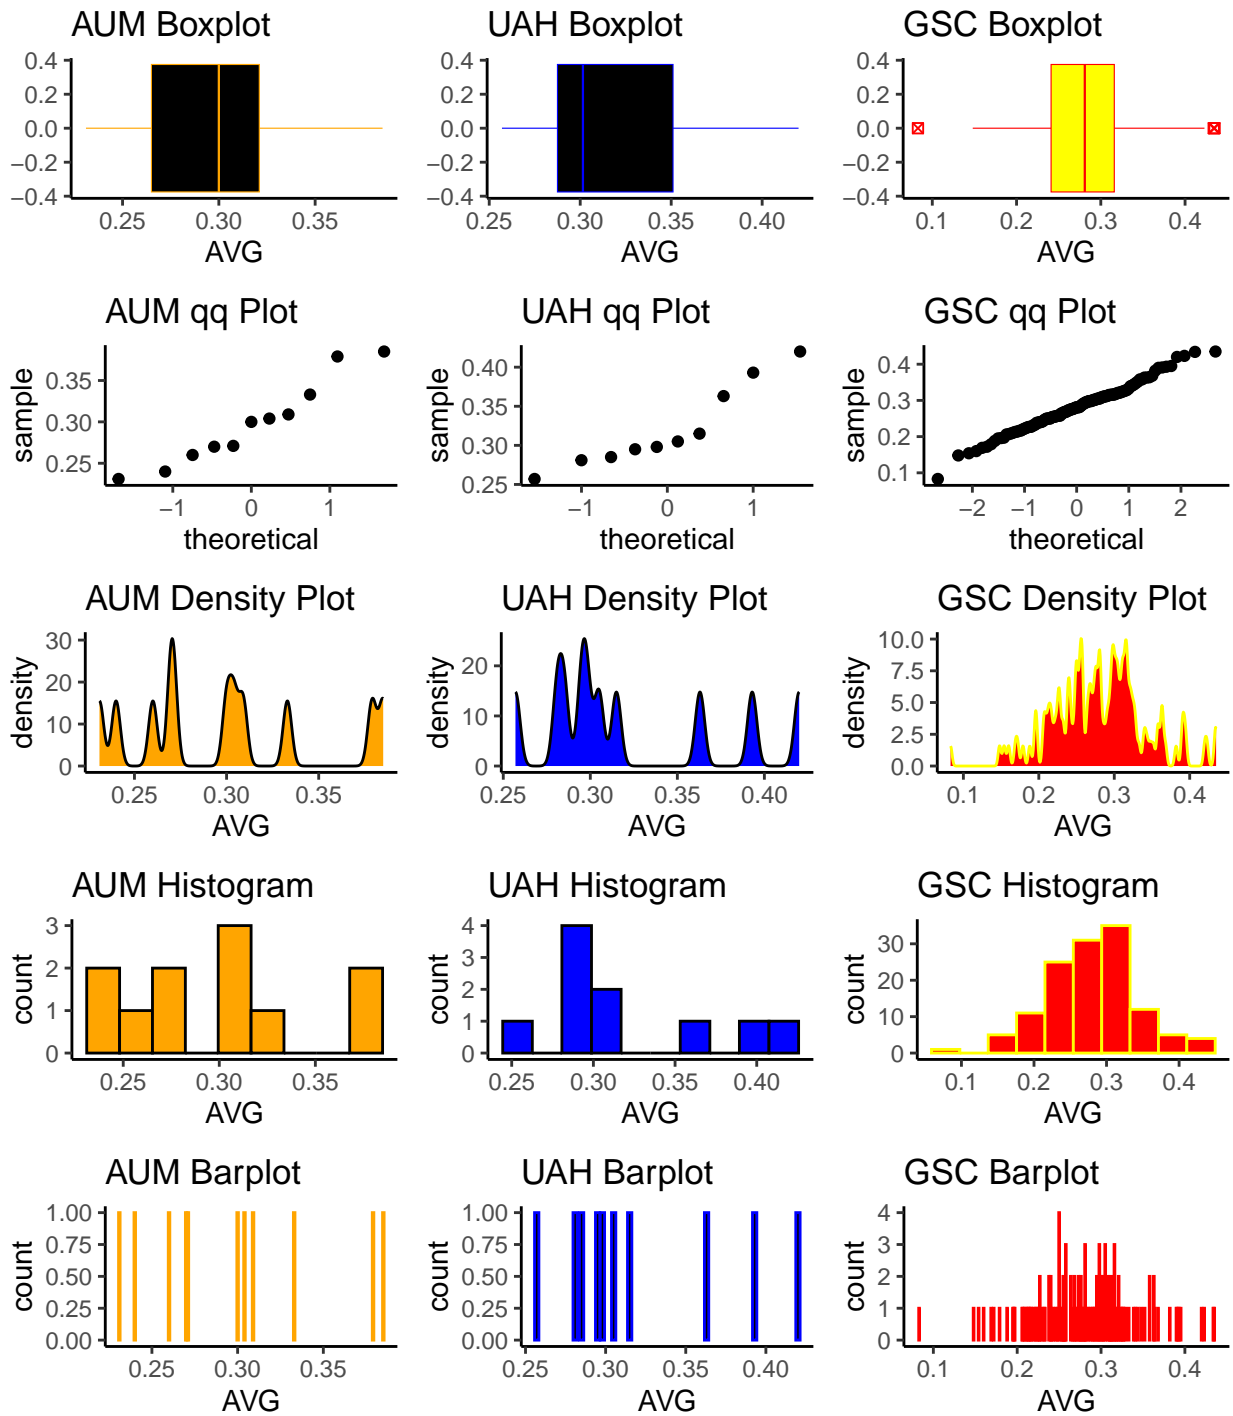 AUM Boxplot
0.4
0.2
0.0
−0.2
−0.4
0.25 0.30 0.35
AVG
UAH Boxplot
0.4
0.2
0.0
−0.2
−0.4
0.25 0.30 0.35 0.40
AVG
GSC Boxplot
0.4
0.2
0.0
−0.2
−0.4
0.1 0.2 0.3 0.4
AVG
AUM qq Plot
sample
0.35
0.30
0.25
−1 0 1
theoretical
UAH qq Plot
sample
0.40
0.35
0.30
0.25
−1 0 1
theoretical
GSC qq Plot
sample
0.4
0.3
0.2
0.1
−2 −1 0 1 2
theoretical
AUM Density Plot
density
30
20
10
0
0.25 0.30 0.35
AVG
UAH Density Plot
density
20
10
0
0.25 0.30 0.35 0.40
AVG
GSC Density Plot
density
10.0
7.5
5.0
2.5
0.0
0.1 0.2 0.3 0.4
AVG
AUM Histogram
count
3
2
1
0
0.25 0.30 0.35
AVG
UAH Histogram
count
4
3
2
1
0
0.25 0.30 0.35 0.40
AVG
GSC Histogram
count
30
20
10
0
0.1 0.2 0.3 0.4
AVG
AUM Barplot
count
1.00
0.75
0.50
0.25
0.00
0.25 0.30 0.35
AVG
UAH Barplot
count
1.00
0.75
0.50
0.25
0.00
0.25 0.30 0.35 0.40
AVG
GSC Barplot
count
4
3
2
1
0
0.1 0.2 0.3 0.4
AVG